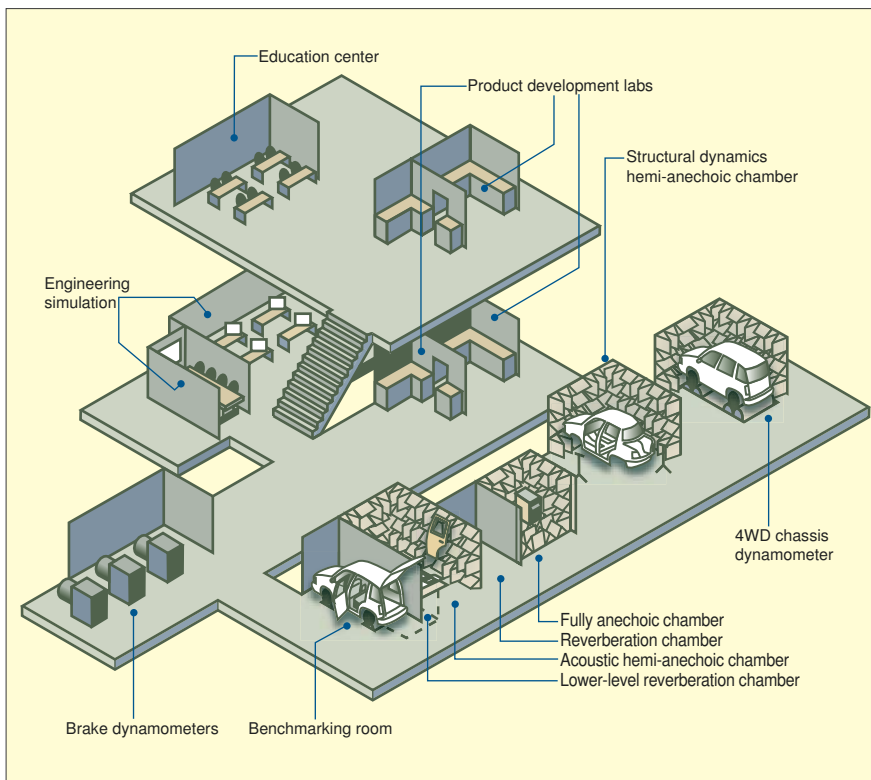 Education center
Product development labs
Structural dynamics
hemi-anechoic chamber
Engineering
simulation
4WD chassis
dynamometer
Fully anechoic chamber
Reverberation chamber
Acoustic hemi-anechoic chamber
Lower-level reverberation chamber
Brake dynamometers
Benchmarking room